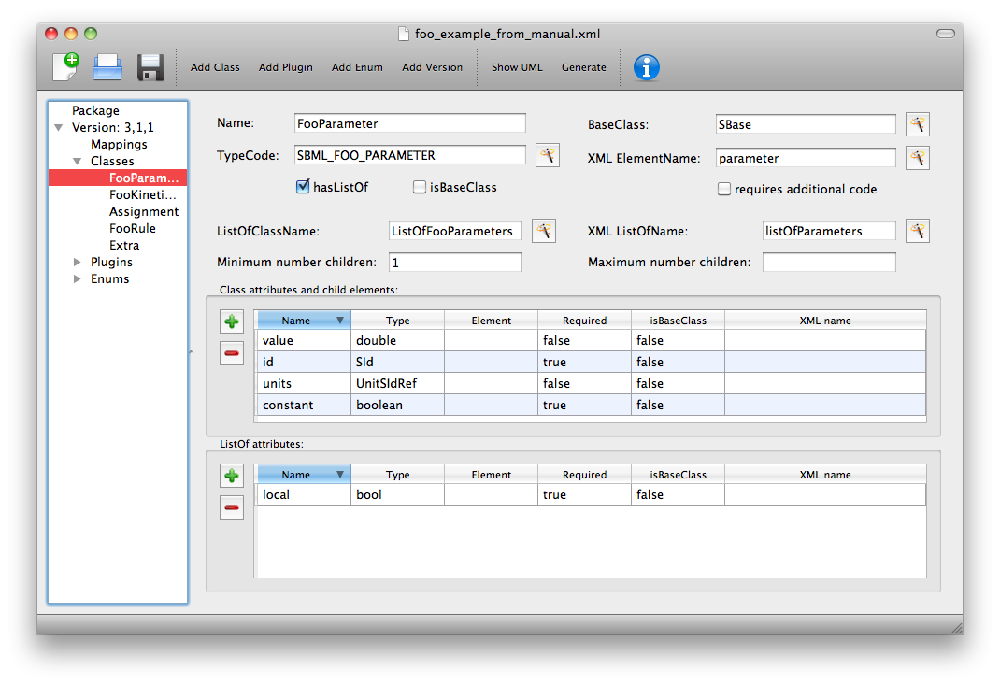 foo_example_from_manual.xml
Add Class Add Plugin Add Enum Add Version Show UML Generate
Package
Version: 3,1,1
Mappings
Classes
FooParam...
FooKineti...
Assignment
FooRule
Extra
Plugins
Enums
Name: FooParameter BaseClass: SBase
TypeCode: SBML_FOO_PARAMETER XML ElementName: parameter
hasListOf isBaseClass requires additional code
ListOfClassName: ListOfFooParameters XML ListOfName: listOfParameters
Minimum number children: 1 Maximum number children:
Class attributes and child elements:
Name Type Element Required isBaseClass XML name
value double false false
id SId true false
units UnitSIdRef false false
constant boolean true false
ListOf attributes:
Name Type Element Required isBaseClass XML name
local bool true false